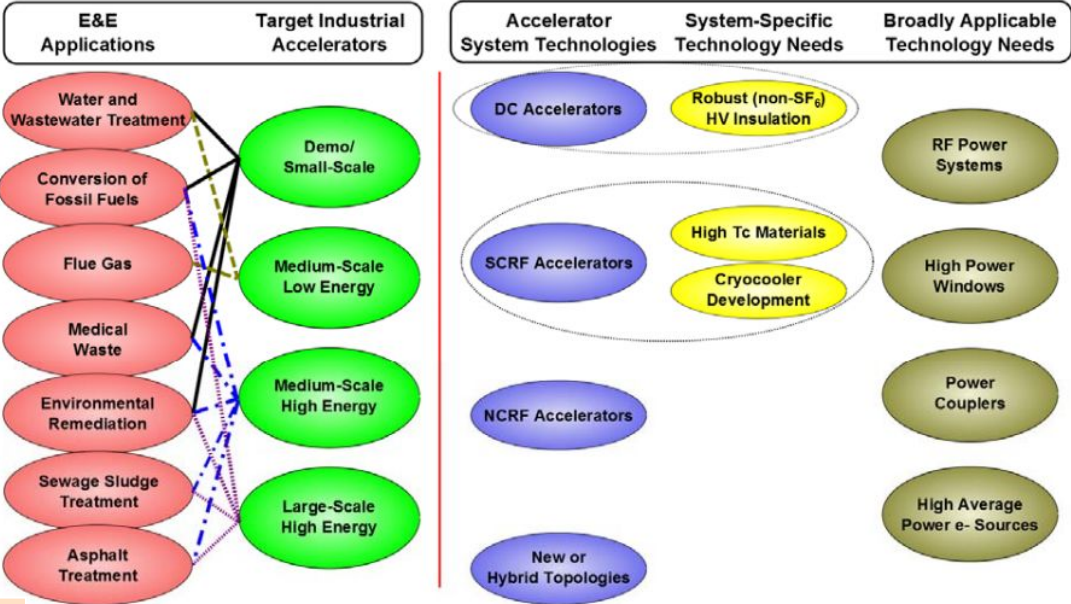 E&E
Applications
Target Industrial
Accelerators
Accelerator
System Technologies
System-Specific
Technology Needs
Broadly Applicable
Technology Needs
Water and
Wastewater Treatment
Conversion of
Fossil Fuels
Flue Gas
Medical
Waste
Environmental
Remediation
Sewage Sludge
Treatment
Asphalt
Treatment
Demo/
Small-Scale
Medium-Scale
Low Energy
Medium-Scale
High Energy
Large-Scale
High Energy
DC Accelerators
SCRF Accelerators
NCRF Accelerators
New or
Hybrid Topologies
Robust (non-SF₆)
HV Insulation
High Tc Materials
Cryocooler
Development
RF Power
Systems
High Power
Windows
Power
Couplers
High Average
Power e- Sources